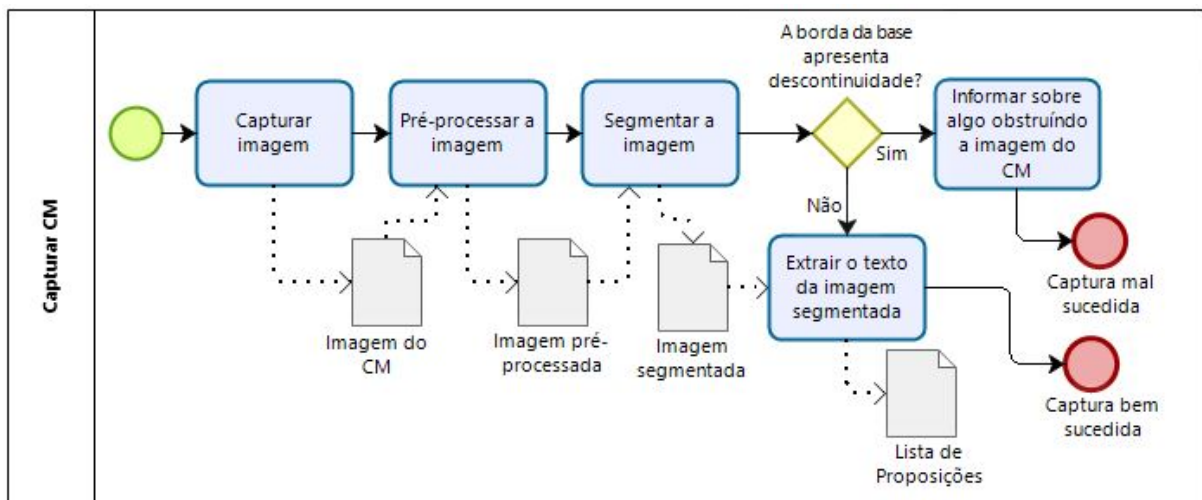 Capturar CM
Capturar
imagem
Pré-processar a
imagem
Segmentar a
imagem
A borda da base
apresenta
descontinuidade?
Sim
Não
Informar sobre
algo obstruíndo
a imagem do
CM
Captura mal
sucedida
Extrair o texto
da imagem
segmentada
Captura bem
sucedida
Imagem do
CM
Imagem pré-
processada
Imagem
segmentada
Lista de
Proposições